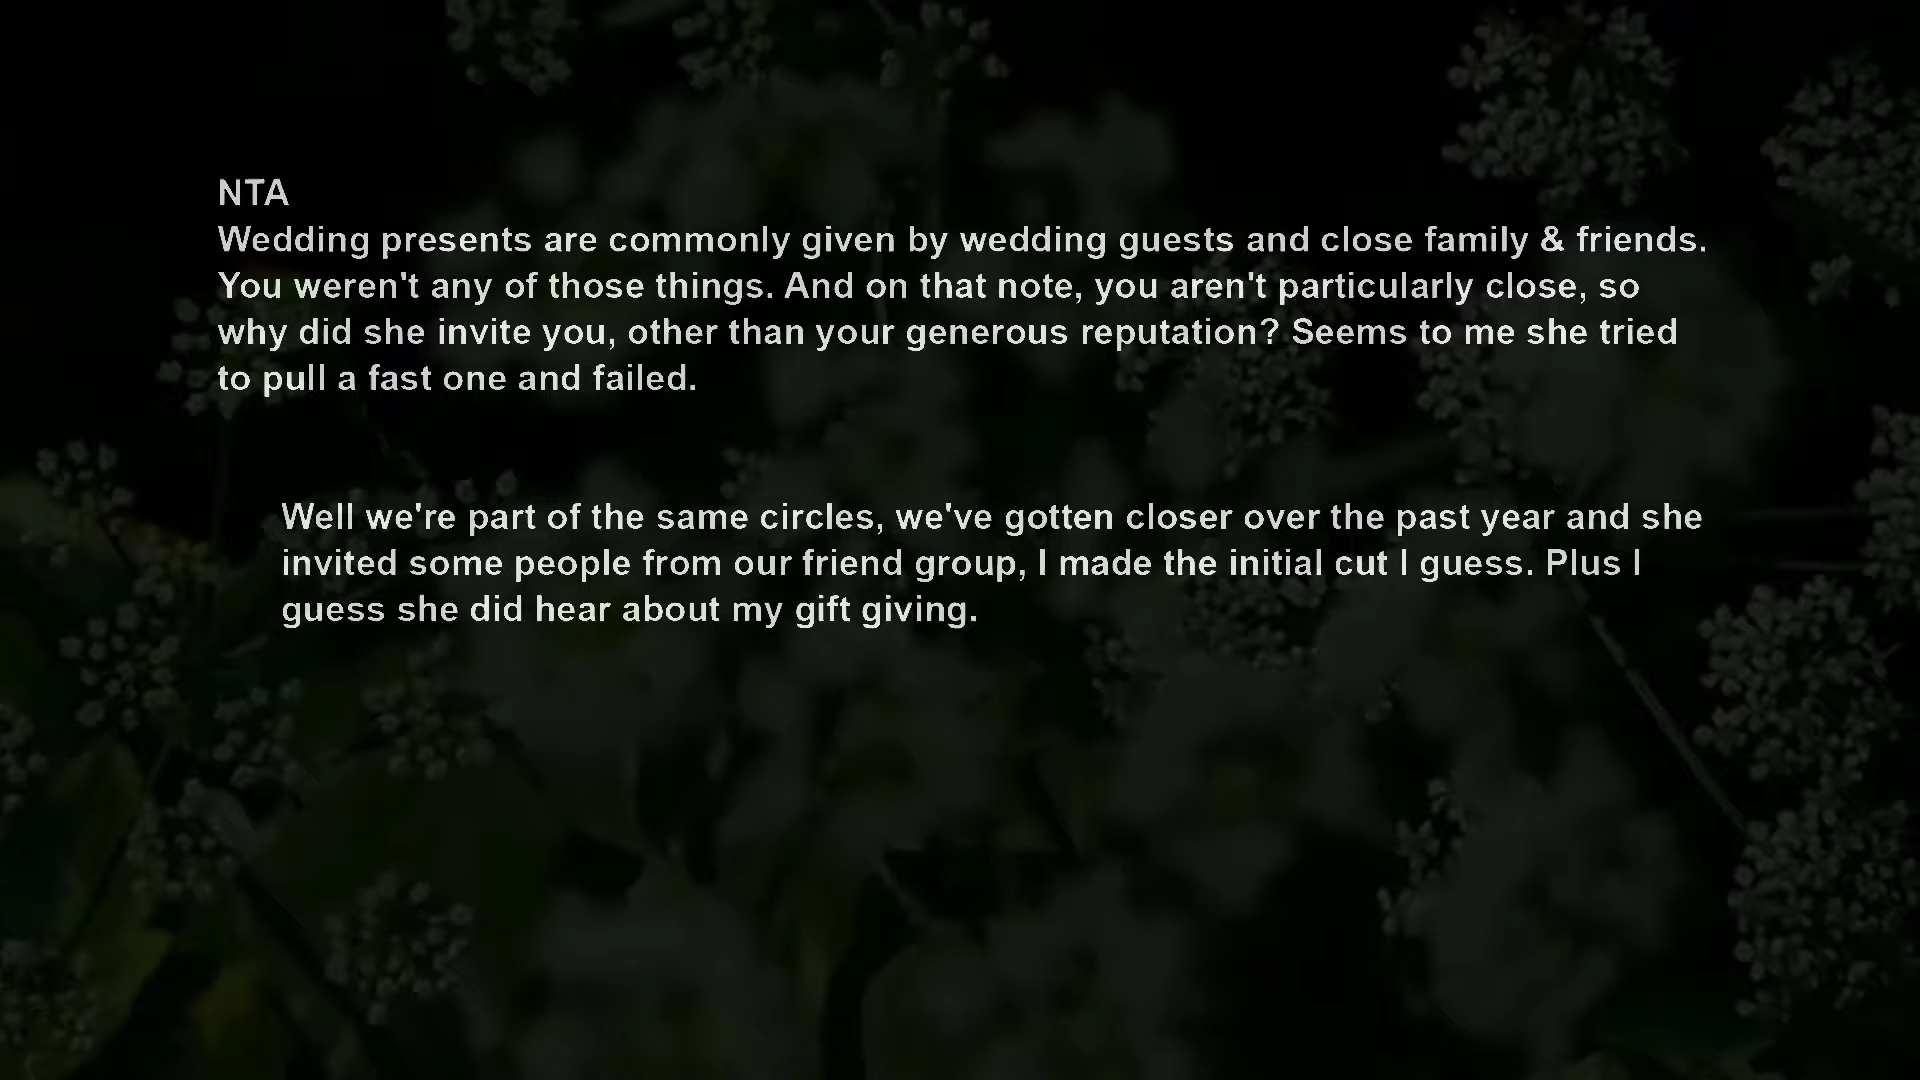 NTA
Wedding presents are commonly given by wedding guests and close family & friends.
You weren't any of those things. And on that note, you aren't particularly close, so
why did she invite you, other than your generous reputation? Seems to me she tried
to pull a fast one and failed.
Well we're part of the same circles, we've gotten closer over the past year and she
invited some people from our friend group, I made the initial cut I guess. Plus I
guess she did hear about my gift giving.